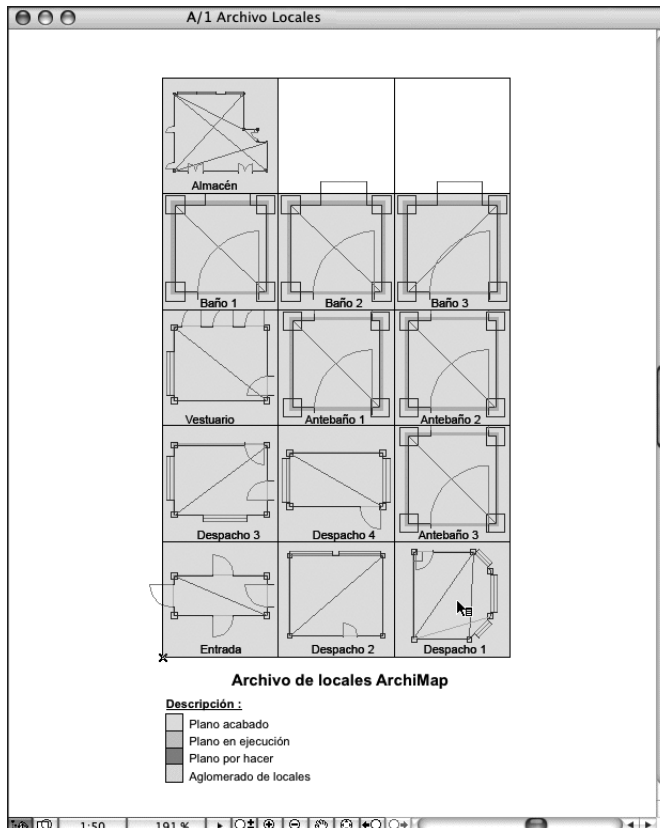 A/1 Archivo Locales
Almacén
Baño 1 Baño 2 Baño 3
Vestuario Antebaño 1 Antebaño 2
Despacho 3 Despacho 4 Antebaño 3
Entrada Despacho 2 Despacho 1
Archivo de locales ArchiMap
Descripción :
Plano acabado
Plano en ejecución
Plano por hacer
Aglomerado de locales
1:50 191 %